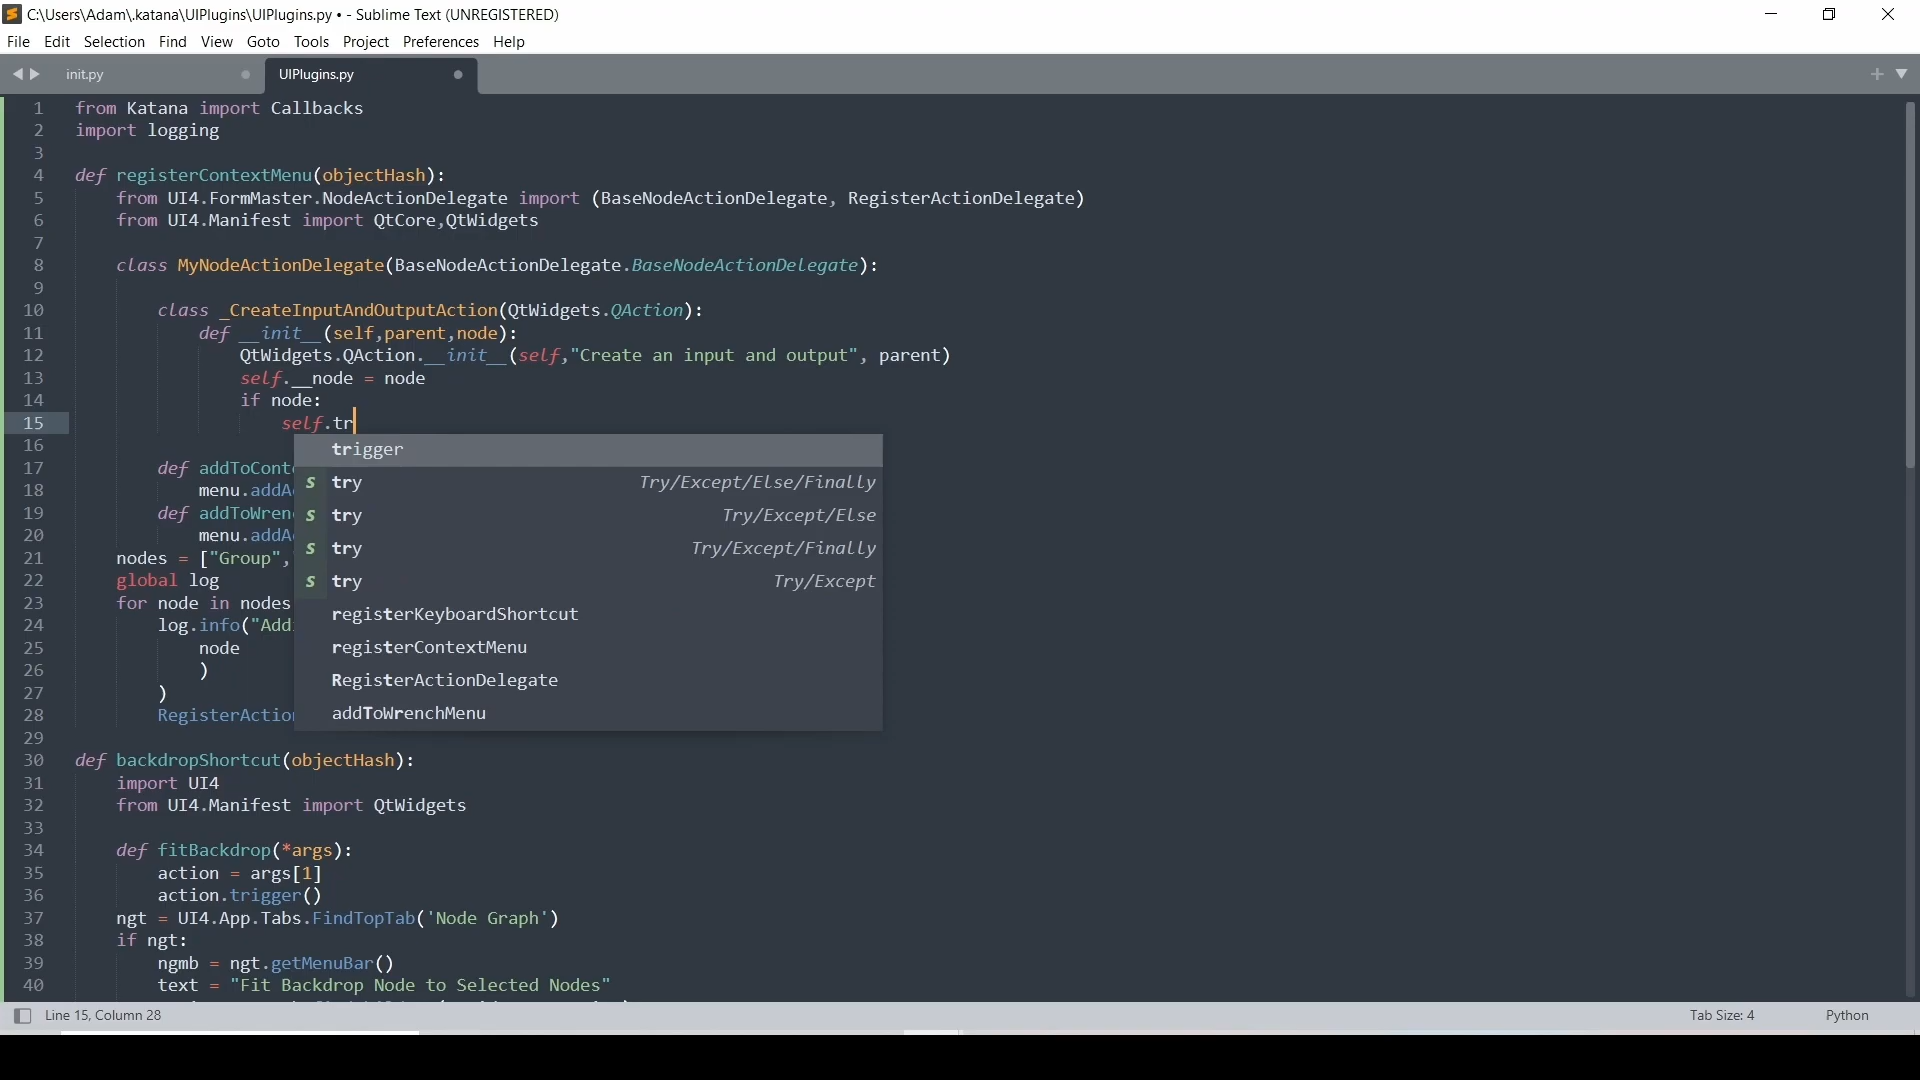 C:\Users\Adam\.katana\UIPlugins\UIPlugins.py • - Sublime Text (UNREGISTERED)
File Edit Selection Find View Goto Tools Project Preferences Help
init.py UIPlugins.py
1 from Katana import Callbacks
2 import logging
3
4 def registerContextMenu(objectHash):
5 from UI4.FormMaster.NodeActionDelegate import (BaseNodeActionDelegate, RegisterActionDelegate)
6 from UI4.Manifest import QtCore,QtWidgets
7
8 class MyNodeActionDelegate(BaseNodeActionDelegate.BaseNodeActionDelegate):
9
10 class _CreateInputAndOutputAction(QtWidgets.QAction):
11 def __init__(self,parent,node):
12 QtWidgets.QAction.__init__(self,"Create an input and output", parent)
13 self.__node = node
14 if node:
15 self.tr
16 trigger
17 def addToConte
try Try/Except/Else/Finally
18 menu.addA
19 def addToWren
try Try/Except/Else
20 menu.addA
try Try/Except/Finally
21 nodes = ["Group",
22 global log
try Try/Except
23 for node in nodes
registerKeyboardShortcut
24 log.info("Add
25 node
registerContextMenu
26 )
RegisterActionDelegate
27 )
28 RegisterActio
addToWrenchMenu
29
30 def backdropShortcut(objectHash):
31 import UI4
32 from UI4.Manifest import QtWidgets
33
34 def fitBackdrop(*args):
35 action = args[1]
36 action.trigger()
37 ngt = UI4.App.Tabs.FindTopTab('Node Graph')
38 if ngt:
39 ngmb = ngt.getMenuBar()
40 text = "Fit Backdrop Node to Selected Nodes"
Line 15, Column 28 Tab Size: 4 Python